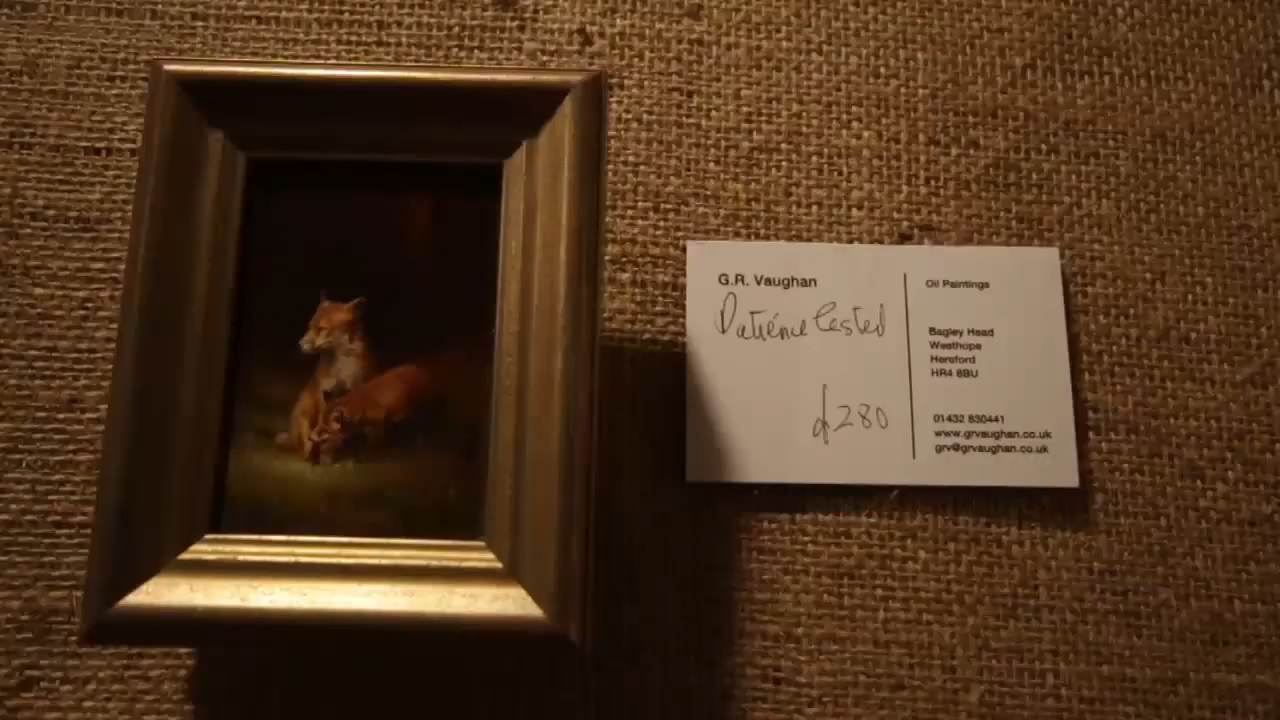 G.R. Vaughan
Patience Tested
£280
Oil Paintings
Bagley Head
Westhope
Hereford
HR4 8BU
01432 830441
www.grvaughan.co.uk
grv@grvaughan.co.uk